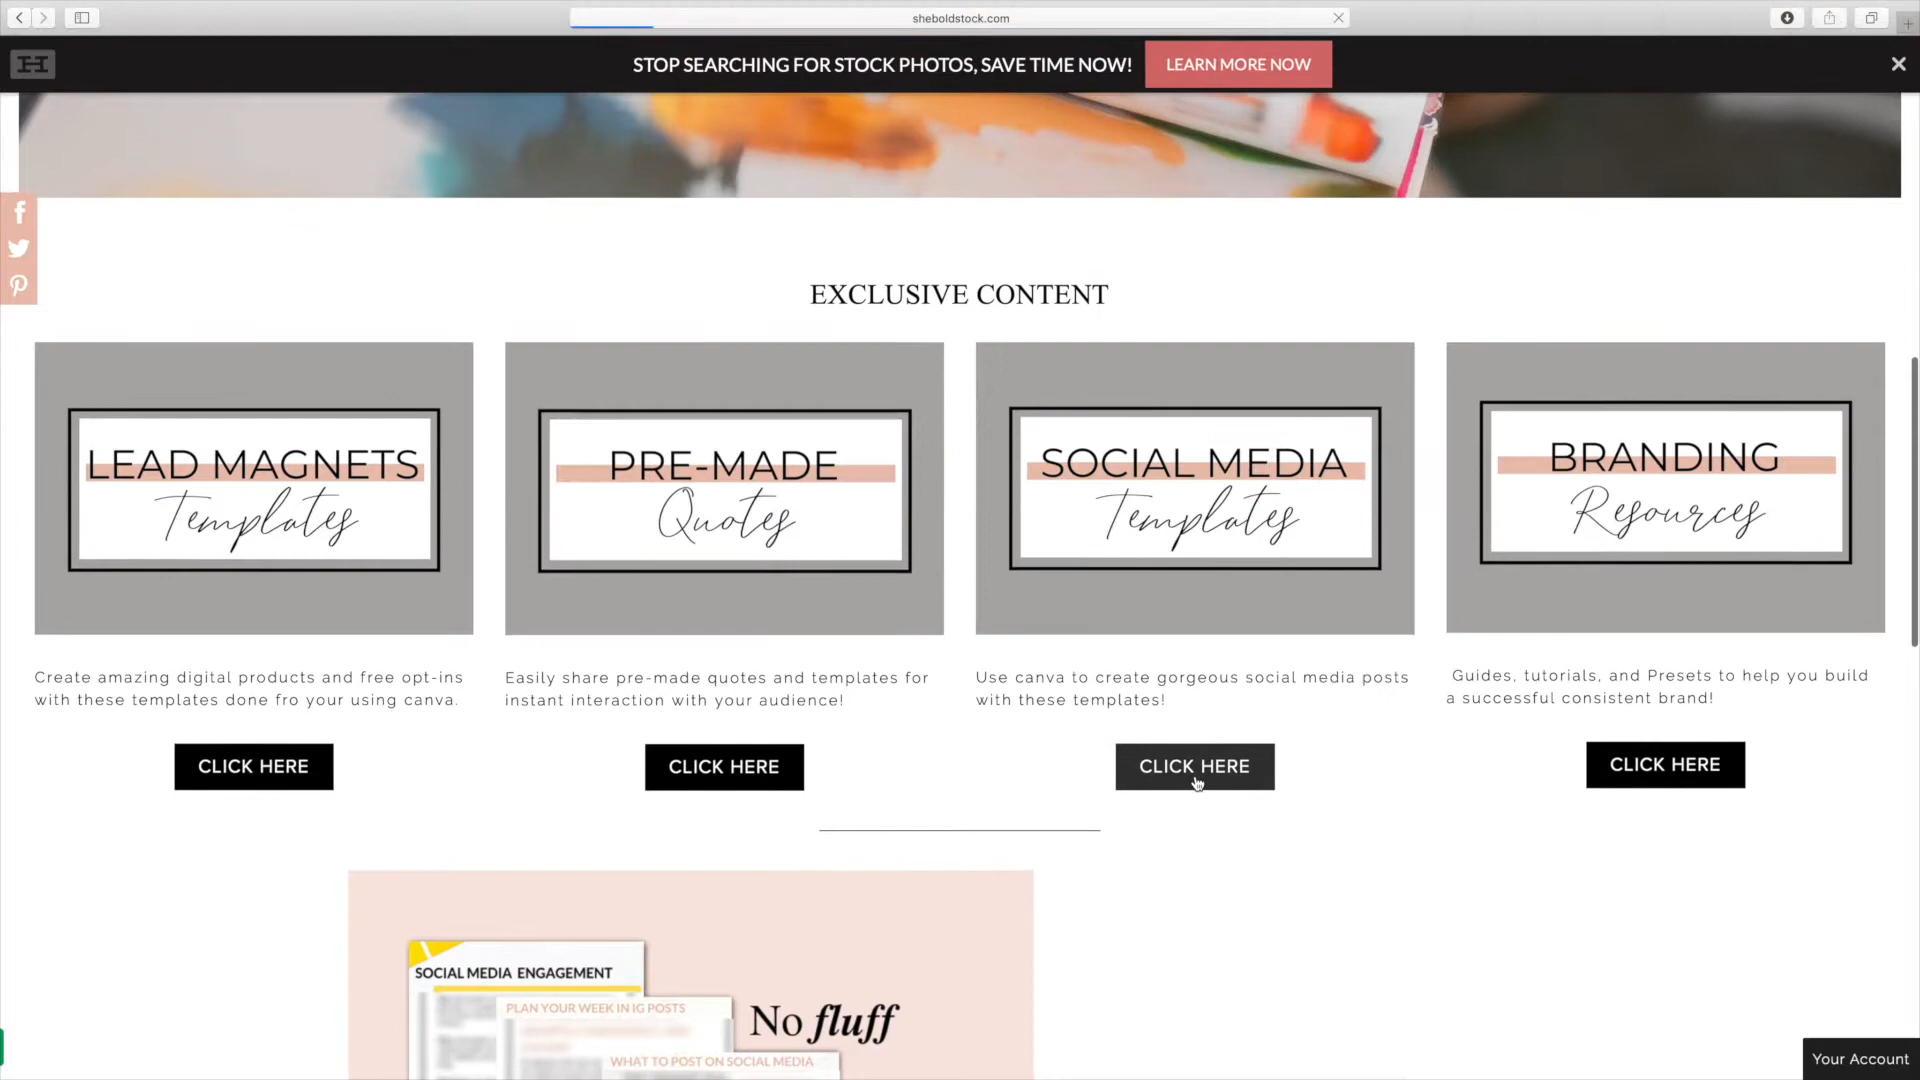 sheboldstock.com
STOP SEARCHING FOR STOCK PHOTOS, SAVE TIME NOW!
LEARN MORE NOW
EXCLUSIVE CONTENT
LEAD MAGNETS
Templates
PRE-MADE
Quotes
SOCIAL MEDIA
Templates
BRANDING
Resources
Create amazing digital products and free opt-ins
with these templates done fro your using canva.
Easily share pre-made quotes and templates for
instant interaction with your audience!
Use canva to create gorgeous social media posts
with these templates!
Guides, tutorials, and Presets to help you build
a successful consistent brand!
CLICK HERE
CLICK HERE
CLICK HERE
CLICK HERE
SOCIAL MEDIA ENGAGEMENT
PLAN YOUR WEEK IN IG POSTS
WHAT TO POST ON SOCIAL MEDIA
No fluff
Your Account